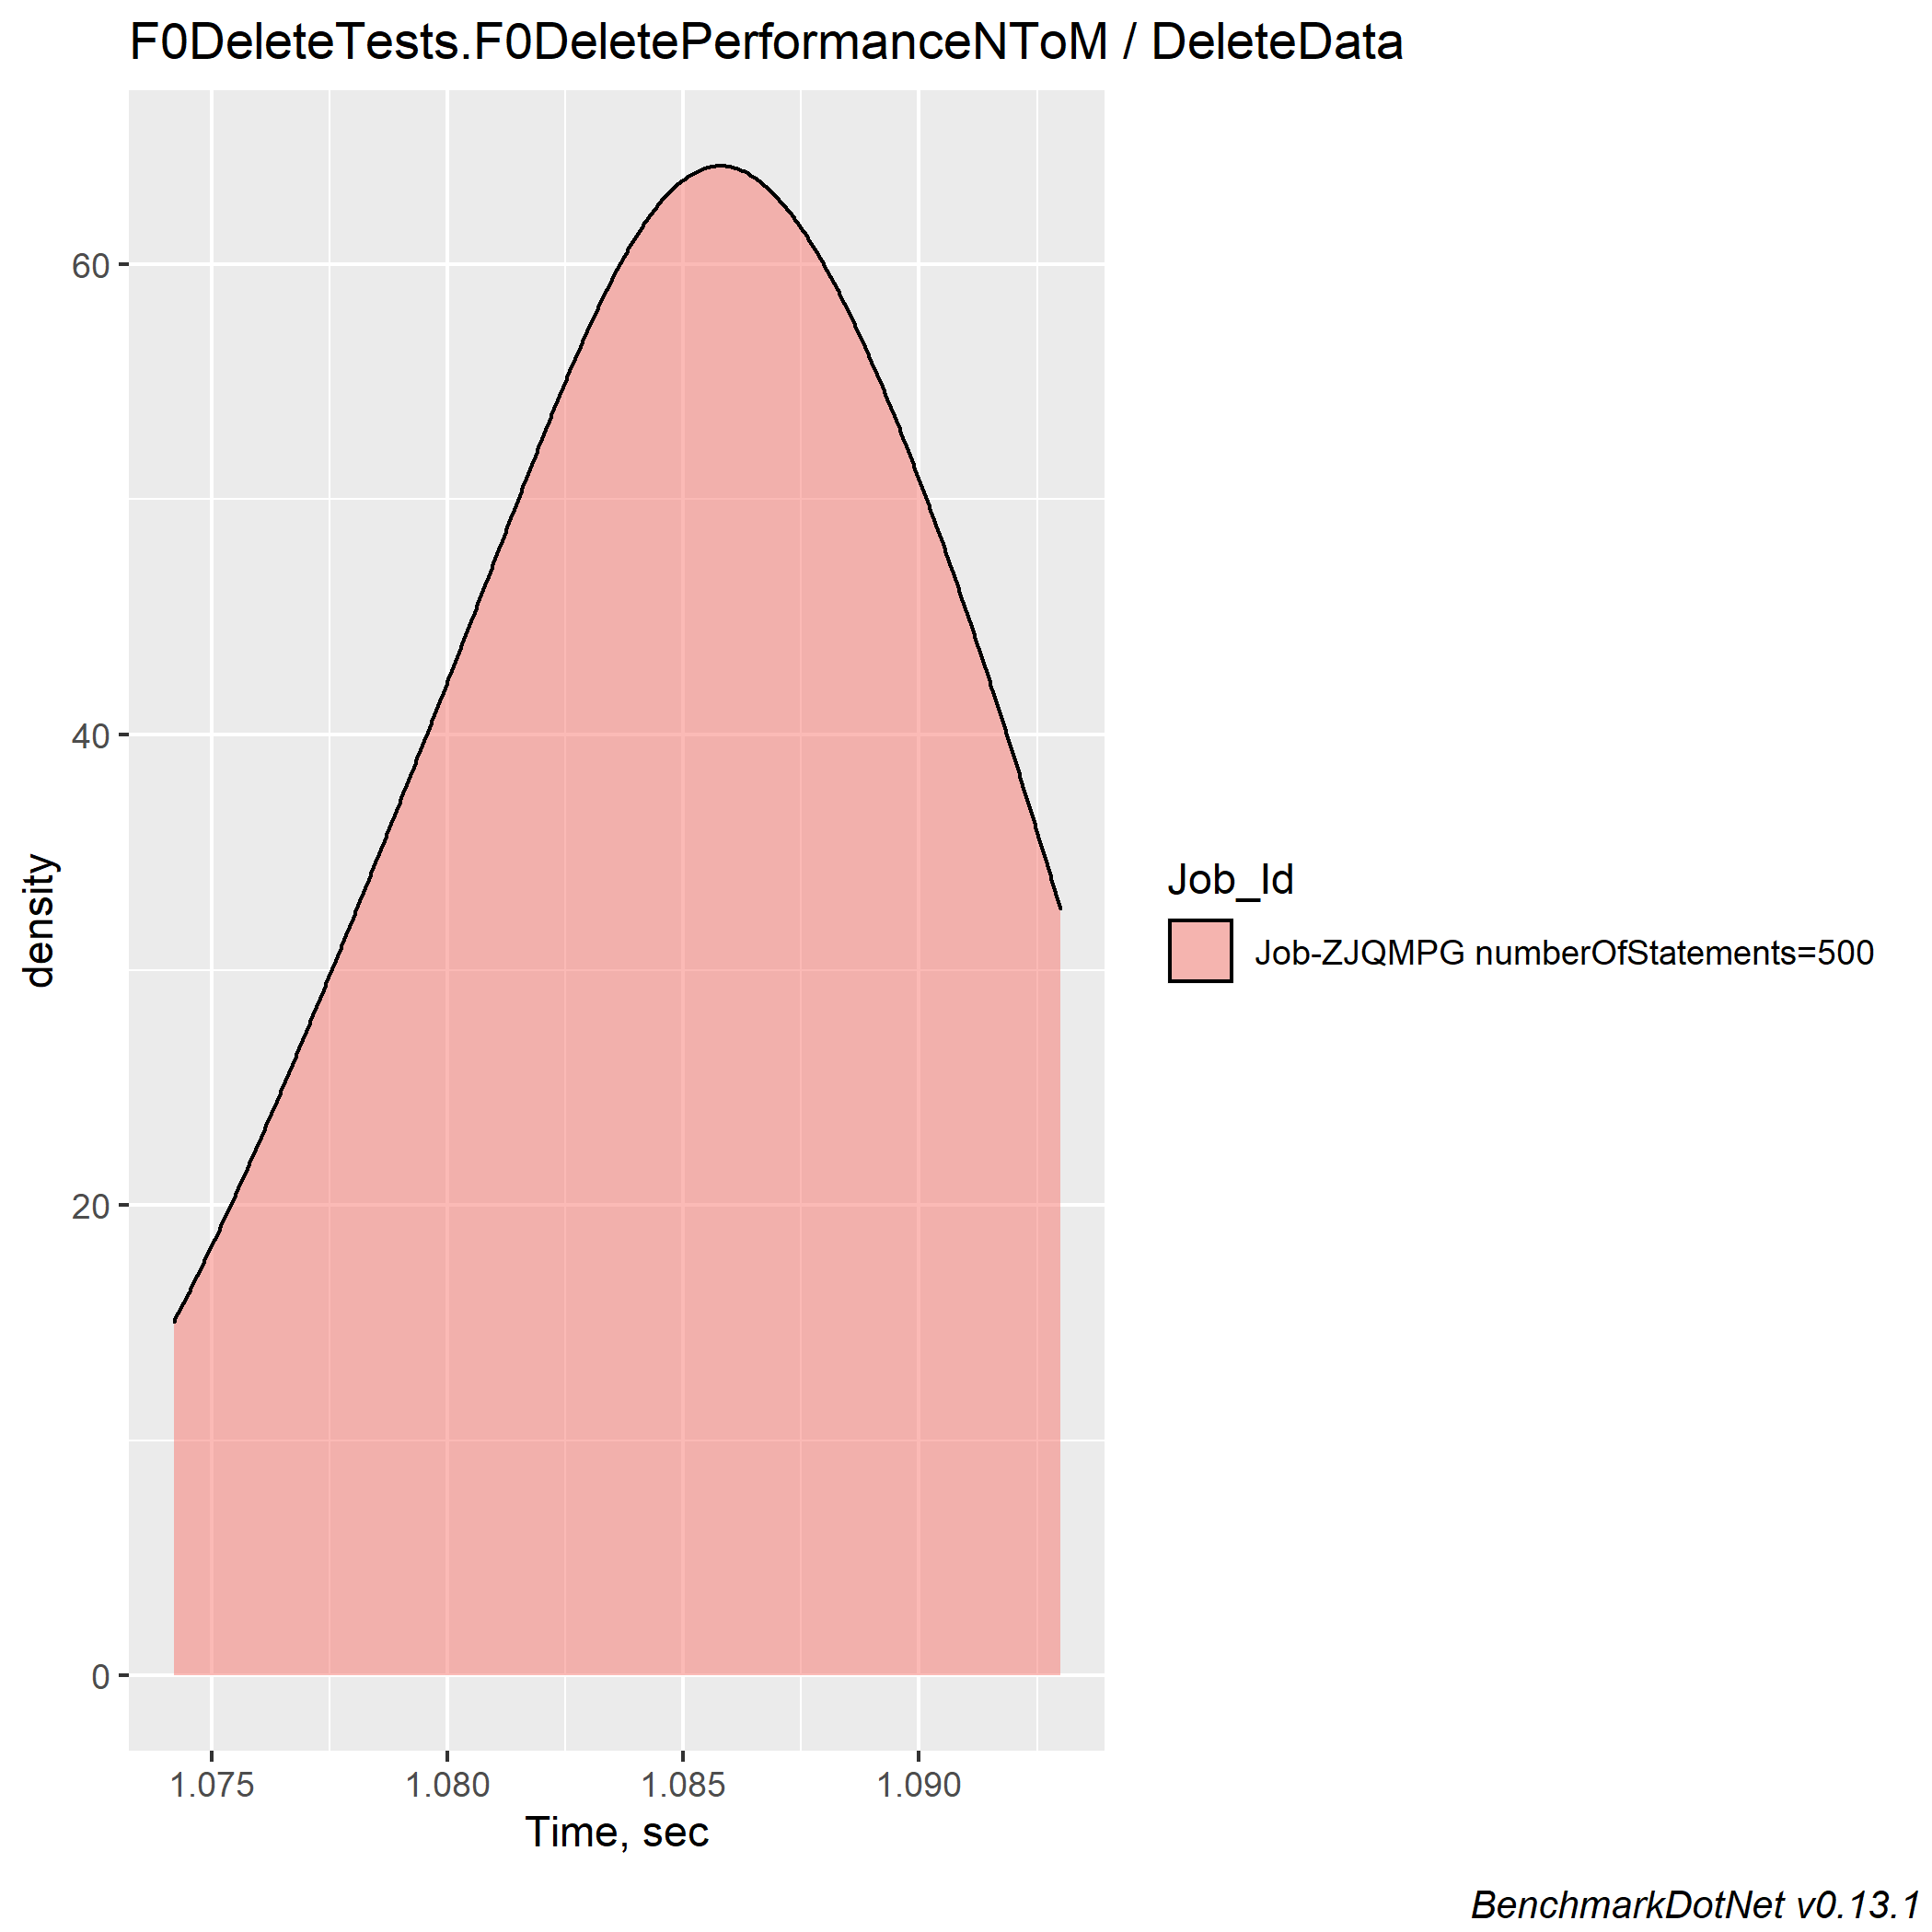 F0DeleteTests.F0DeletePerformanceNToM / DeleteData
60
40
20
0
density
1.075 1.080 1.085 1.090
Time, sec
Job_Id
Job-ZJQMPG numberOfStatements=500
BenchmarkDotNet v0.13.1